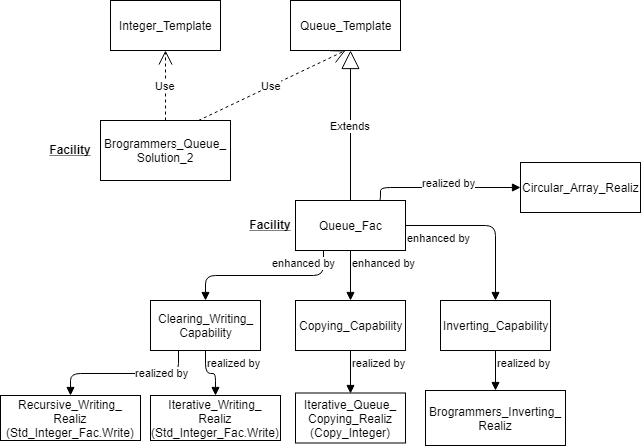 Integer_Template
Queue_Template
Use
Use
Extends
Facility
Brogrammers_Queue_
Solution_2
realized by
Circular_Array_Realiz
Facility
Queue_Fac
enhanced by
enhanced by
enhanced by
Clearing_Writing_
Capability
Copying_Capability
Inverting_Capability
realized by
realized by
realized by
realized by
Recursive_Writing_
Realiz
(Std_Integer_Fac.Write)
Iterative_Writing_
Realiz
(Std_Integer_Fac.Write)
Iterative_Queue_
Copying_Realiz
(Copy_Integer)
Brogrammers_Inverting_
Realiz